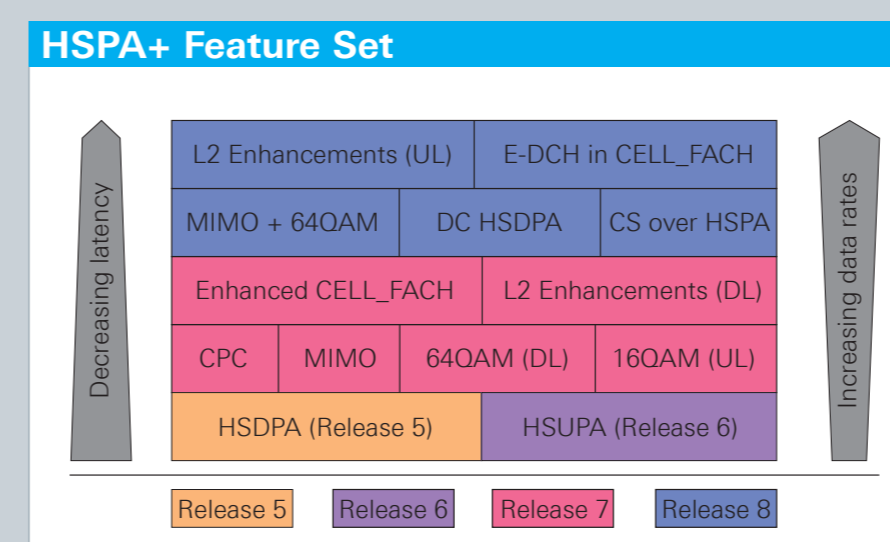 HSPA+ Feature Set
Decreasing latency
L2 Enhancements (UL)
E-DCH in CELL_FACH
MIMO + 64QAM
DC HSDPA
CS over HSPA
Enhanced CELL_FACH
L2 Enhancements (DL)
CPC
MIMO
64QAM (DL)
16QAM (UL)
HSDPA (Release 5)
HSUPA (Release 6)
Increasing data rates
Release 5
Release 6
Release 7
Release 8